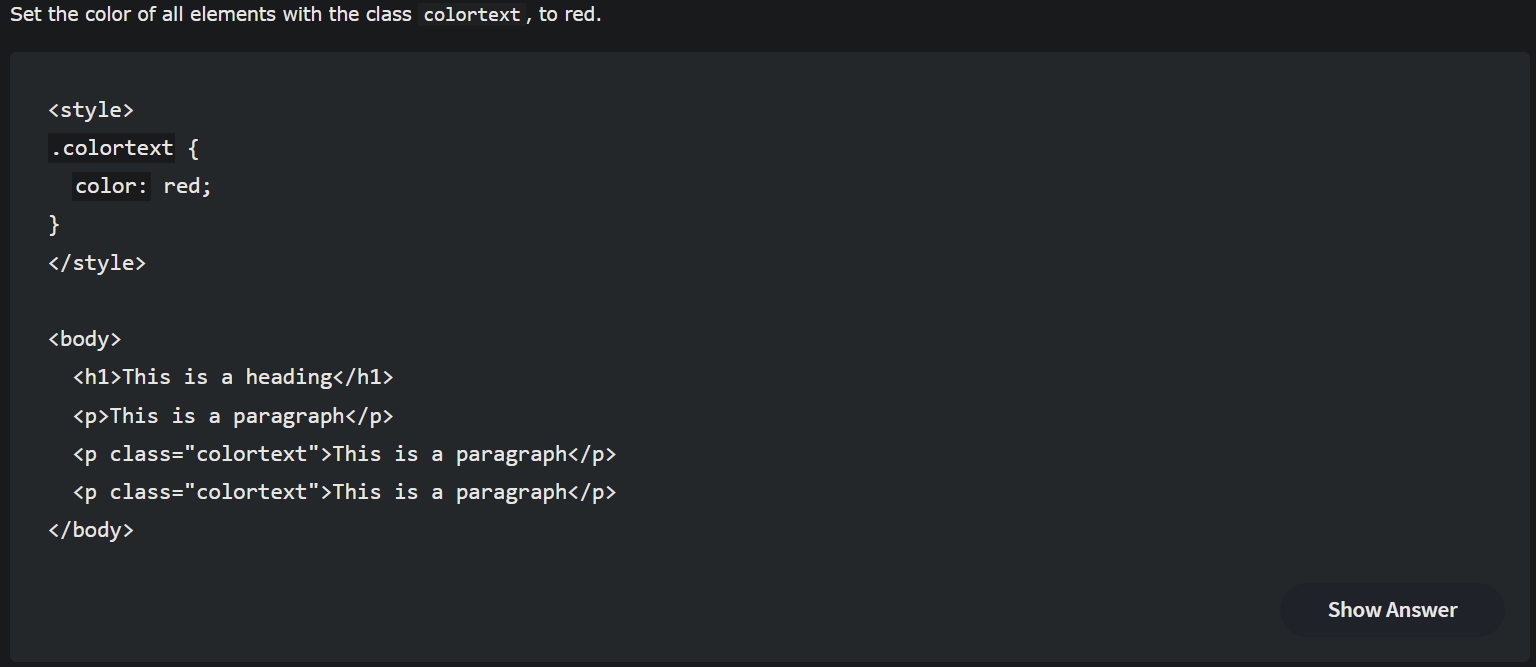 Set the color of all elements with the class colortext, to red.
<style>
.colortext {
  color: red;
}
</style>
<body>
  <h1>This is a heading</h1>
  <p>This is a paragraph</p>
  <p class="colortext">This is a paragraph</p>
  <p class="colortext">This is a paragraph</p>
</body>
Show Answer